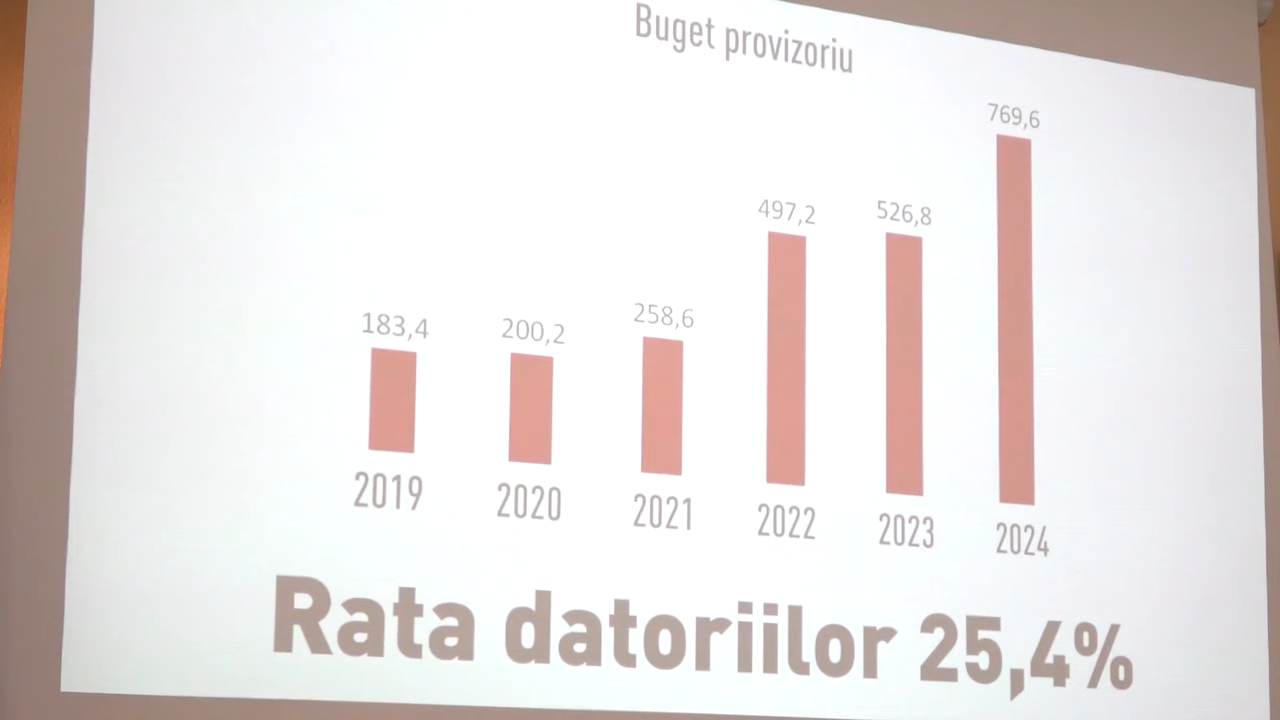 Buget provizoriu
183,4 200,2 258,6 497,2 526,8 769,6
2019 2020 2021 2022 2023 2024
Rata datoriilor 25,4%